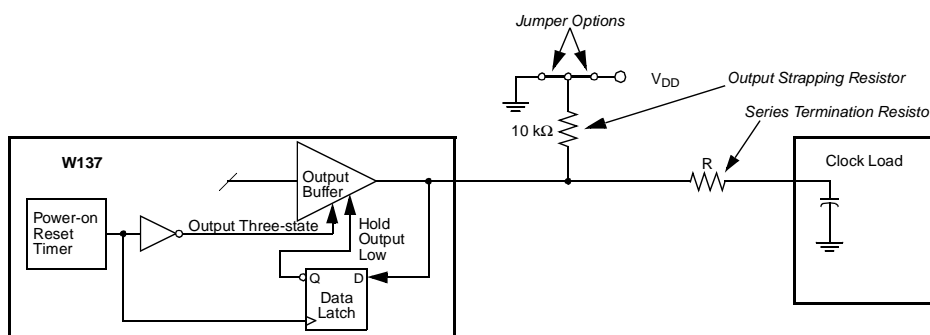 Jumper Options
V_DD
Output Strapping Resistor
10 kΩ
Series Termination Resisto
W137
R
Clock Load
Output
Buffer
Power-on
Reset
Timer
Output Three-state
Hold
Output
Low
Q
D
Data
Latch